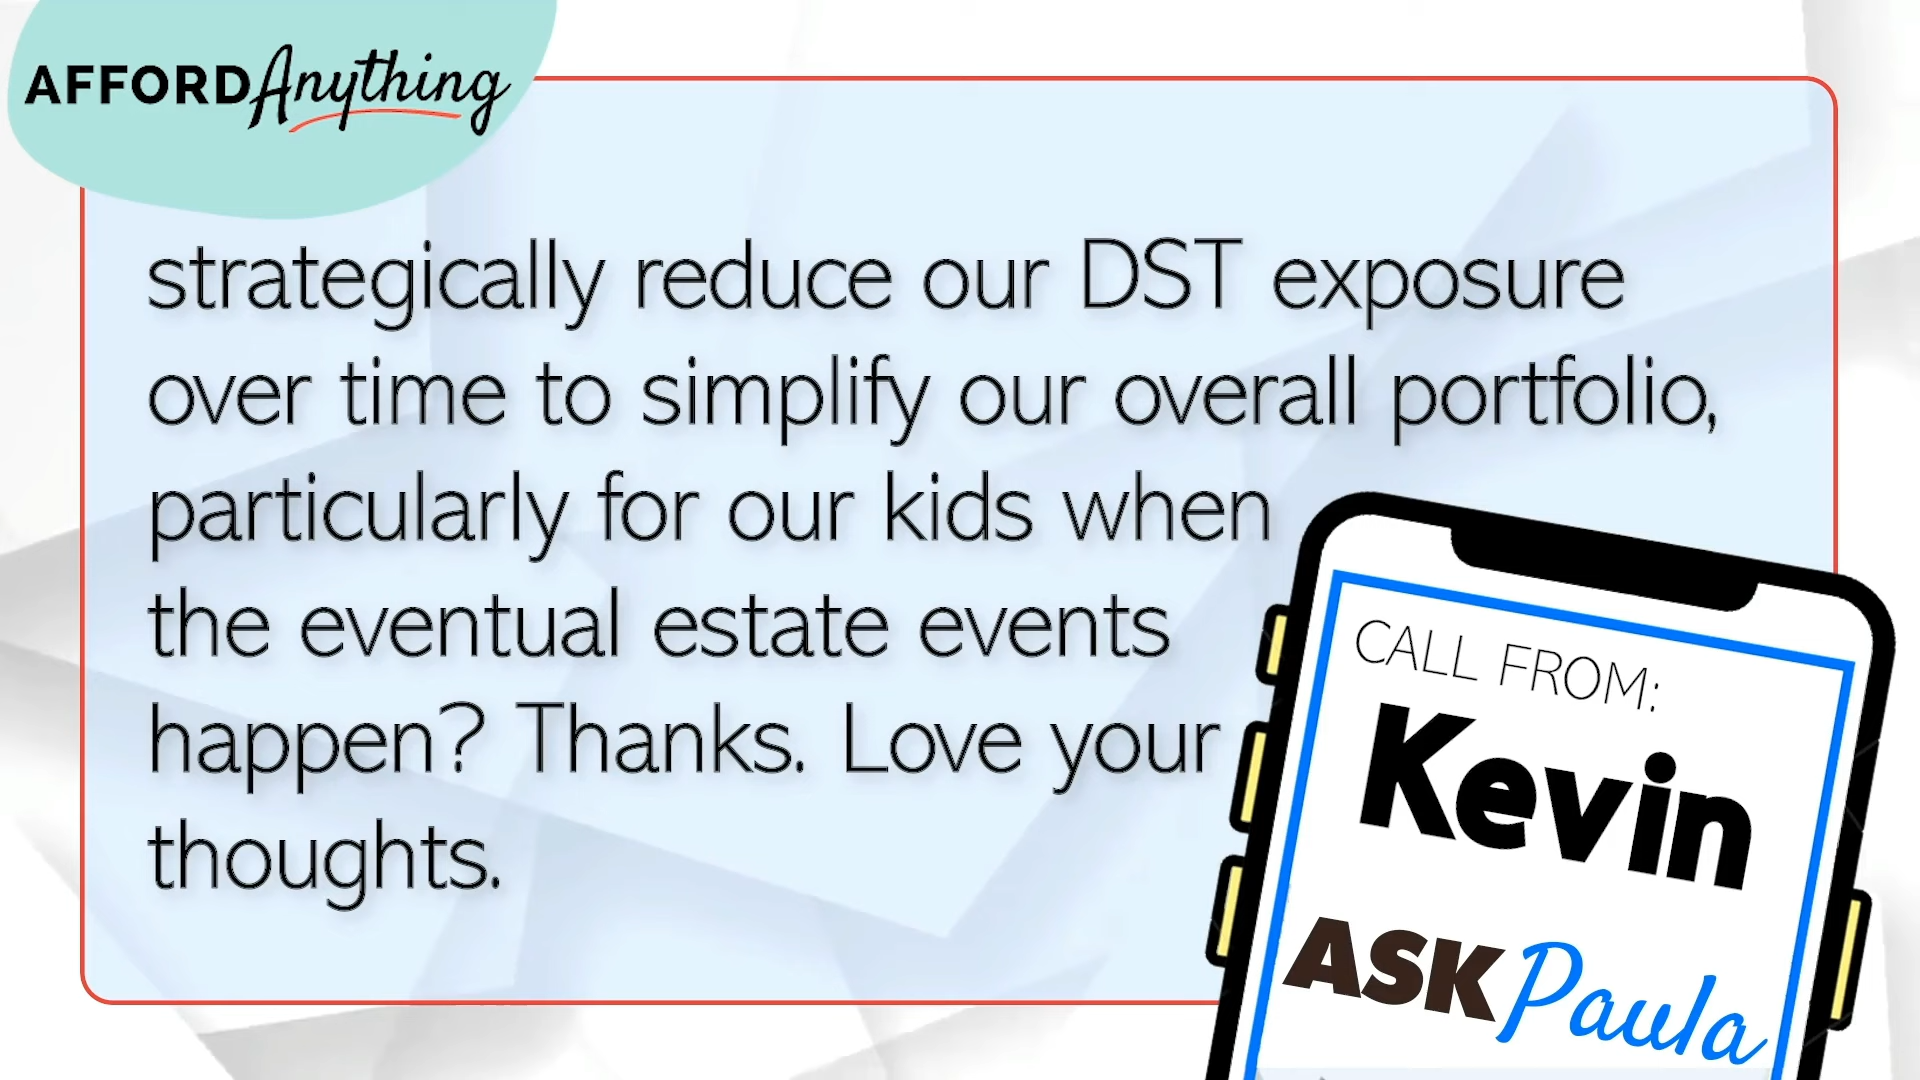 AFFORDAnything
strategically reduce our DST exposure
over time to simplify our overall portfolio,
particularly for our kids when
the eventual estate events
happen? Thanks. Love your
thoughts.
CALL FROM:
Kevin
ASK Paula